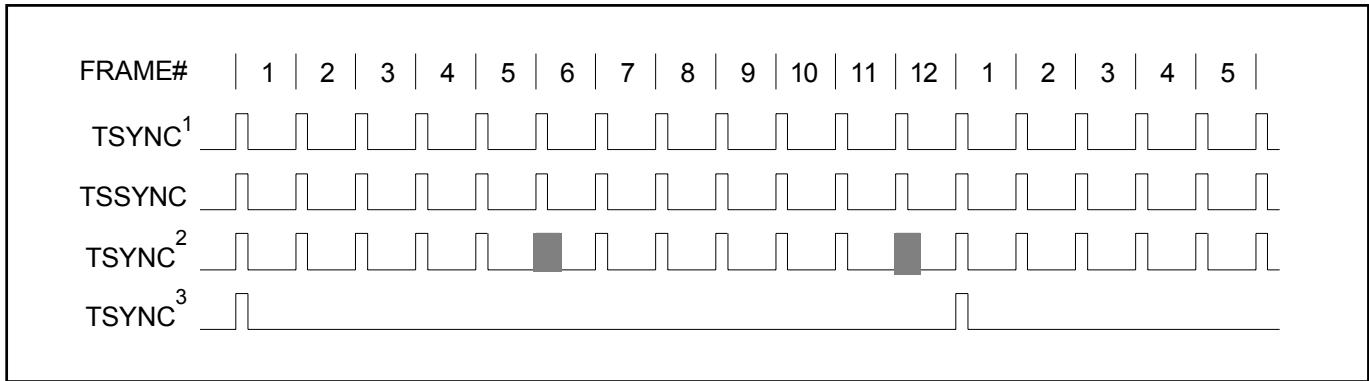 FRAME# 1 2 3 4 5 6 7 8 9 10 11 12 1 2 3 4 5
TSYNC¹
TSSYNC
TSYNC²
TSYNC³